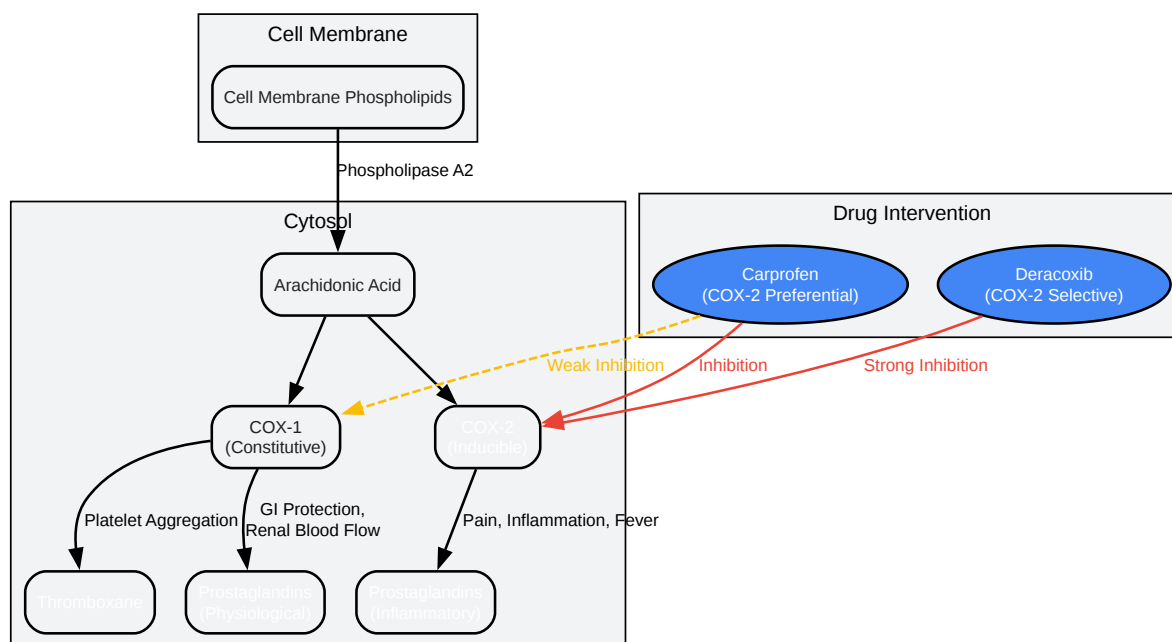 Cell Membrane
Cell Membrane Phospholipids
Phospholipase A2
Cytosol
Arachidonic Acid
Drug Intervention
Carprofen
(COX-2 Preferential)
Deracoxib
(COX-2 Selective)
Weak Inhibition
Inhibition
Strong Inhibition
COX-1
(Constitutive)
COX-2
(Inducible)
Platelet Aggregation
GI Protection,
Renal Blood Flow
Pain, Inflammation, Fever
Thromboxane
Prostaglandins
(Physiological)
Prostaglandins
(Inflammatory)